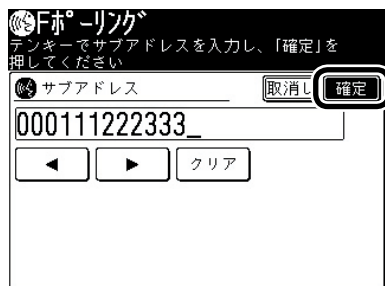 Fﾎﾟｰﾘﾝｸﾞ
テンキーでサブアドレスを入力し、「確定」を
押してください
サブアドレス 取消し 確定
000111222333_
◀ ▶ クリア